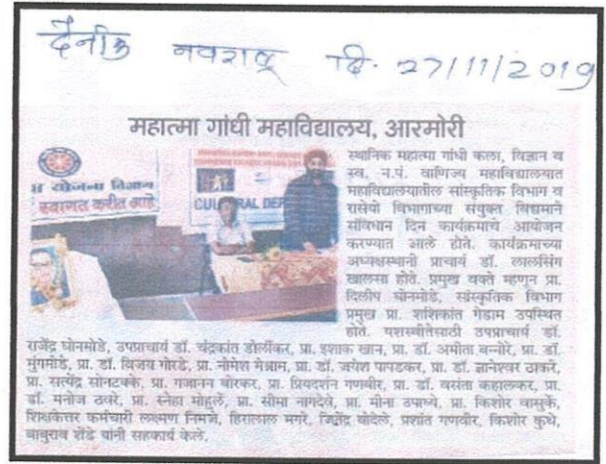 दैनिक नवराष्ट्र दि. २७/११/२०१९
महात्मा गांधी महाविद्यालय, आरमोरी
योजना विभाग
स्वागत करीत आहे
CULTURAL DEP
स्थानिक महात्मा गांधी कला, विज्ञान व
स्व. न.पं. वाणिज्य महाविद्यालयात
महाविद्यालयातील सांस्कृतिक विभाग व
रासेयो विभागाच्या संयुक्त विद्यमाने
संविधान दिन कार्यक्रमाचे आयोजन
करण्यात आले होते. कार्यक्रमाच्या
अध्यक्षस्थानी प्राचार्य डॉ. लालसिंग
खालसा होते. प्रमुख वक्ते म्हणून प्रा.
दिलीप घोनमोडे, सांस्कृतिक विभाग
प्रमुख प्रा. शशिकांत गेडाम उपस्थित
होते. यशस्वीतेसाठी उपप्राचार्य डॉ.
राजेंद्र घोनमोडे, उपप्राचार्य डॉ. चंद्रकांत डोर्लीकर, प्रा. इशाक खान, प्रा. डॉ. अमीता बन्नोरे, प्रा. डॉ.
मुंगमोडे, प्रा. डॉ. विजय गोरडे, प्रा. नोमेश मेश्राम, प्रा. डॉ. जयेश पापडकर, प्रा. डॉ. ज्ञानेश्वर ठाकरे,
प्रा. सत्येंद्र सोनटक्के, प्रा. गजानन बोरकर, प्रा. प्रियदर्शन गणवीर, प्रा. डॉ. वसंता कहालकर, प्रा.
डॉ. मनोज ठवरे, प्रा. स्नेहा मोहुर्ले, प्रा. सीमा नागदेवे, प्रा. मीना उपाध्ये, प्रा. किशोर वासुर्के,
शिक्षकेत्तर कर्मचारी लक्ष्मण निमजे, हिरालाल मगरे, जितेंद्र बोदेले, प्रशांत गणवीर, किशोर कुथे,
बाबुराव शेंडे यांनी सहकार्य केले.